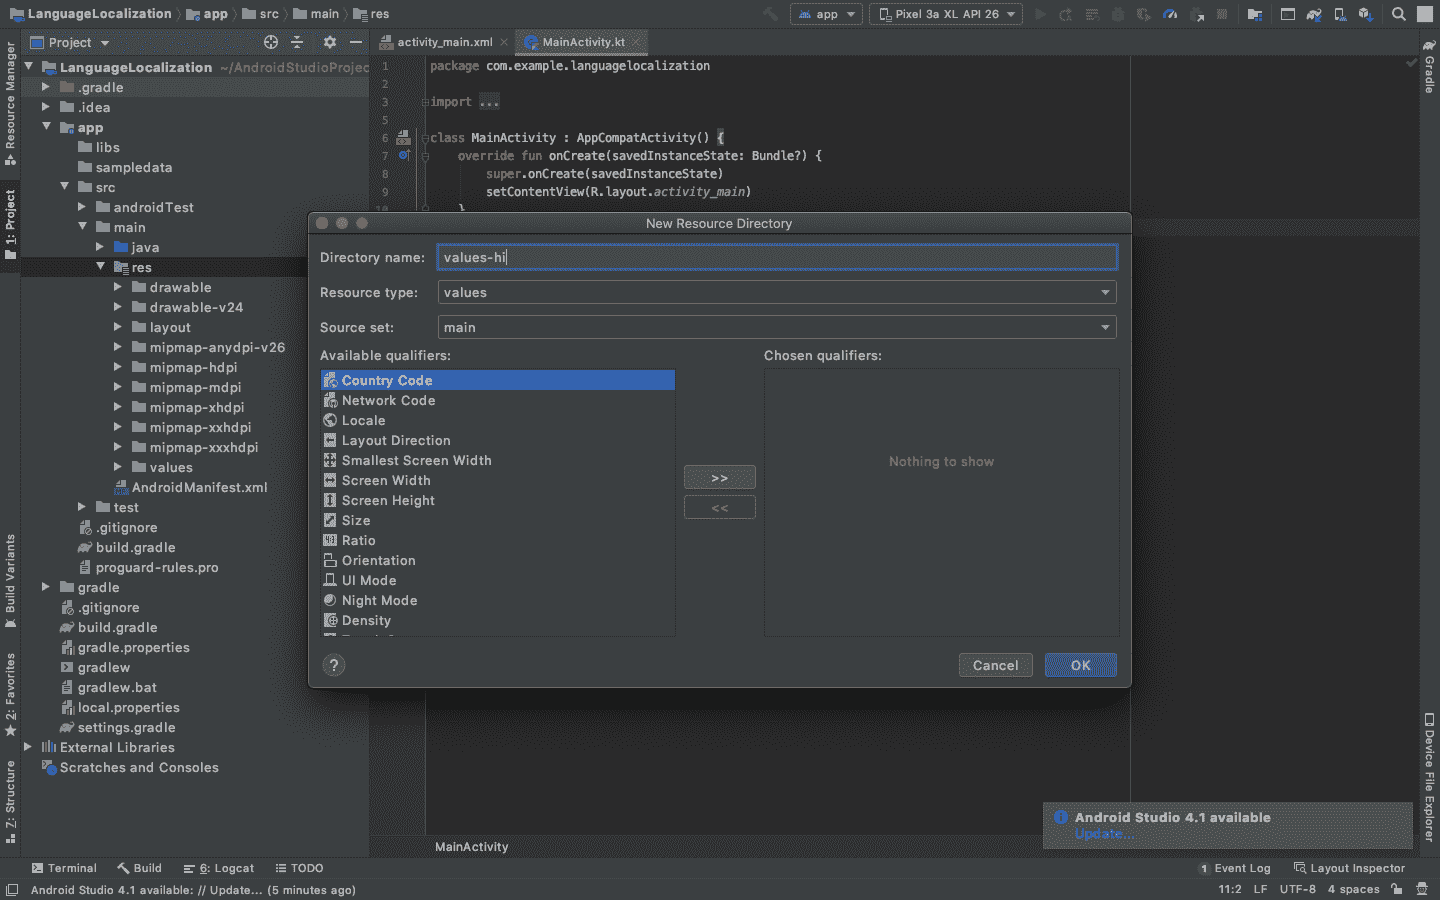 LanguageLocalization app src main res
app Pixel 3a XL API 26
Project
activity_main.xml MainActivity.kt
Resource Manager
1: Project
Build Variants
2: Favorites
Z: Structure
LanguageLocalization ~/AndroidStudioProjec
.gradle
.idea
app
libs
sampledata
src
androidTest
main
java
res
drawable
drawable-v24
layout
mipmap-anydpi-v26
mipmap-hdpi
mipmap-mdpi
mipmap-xhdpi
mipmap-xxhdpi
mipmap-xxxhdpi
values
AndroidManifest.xml
test
.gitignore
build.gradle
proguard-rules.pro
gradle
.gitignore
build.gradle
gradle.properties
gradlew
gradlew.bat
local.properties
settings.gradle
External Libraries
Scratches and Consoles
1 package com.example.languagelocalization
2
3 import ...
5
6 class MainActivity : AppCompatActivity() {
7 override fun onCreate(savedInstanceState: Bundle?) {
8 super.onCreate(savedInstanceState)
9 setContentView(R.layout.activity_main)
10 }
New Resource Directory
Directory name: values-hi
Resource type: values
Source set: main
Available qualifiers: Chosen qualifiers:
Country Code
Network Code
Locale
Layout Direction
Smallest Screen Width
Screen Width
Screen Height
Size
Ratio
Orientation
UI Mode
Night Mode
Density
>>
<<
Nothing to show
? Cancel OK
Gradle
Device File Explorer
Android Studio 4.1 available
Update...
MainActivity
Terminal Build 6: Logcat TODO 1 Event Log Layout Inspector
Android Studio 4.1 available: // Update... (5 minutes ago) 11:2 LF UTF-8 4 spaces